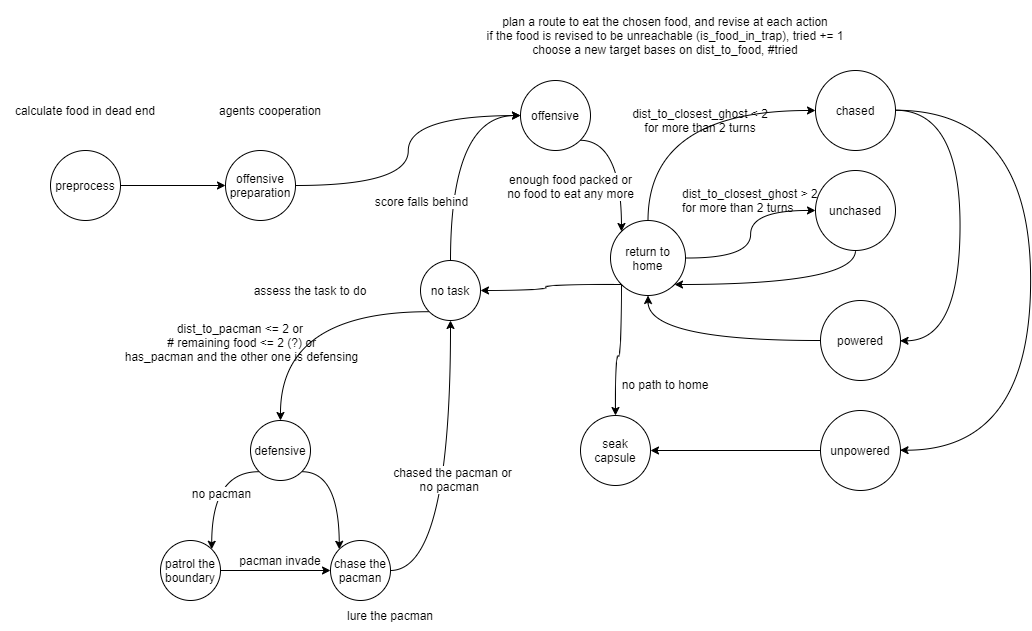 plan a route to eat the chosen food, and revise at each action
if the food is revised to be unreachable (is_food_in_trap), tried += 1
choose a new target bases on dist_to_food, #tried
calculate food in dead end
agents cooperation
offensive
dist_to_closest_ghost < 2
for more than 2 turns
chased
preprocess
offensive
preparation
enough food packed or
no food to eat any more
dist_to_closest_ghost > 2
for more than 2 turns
unchased
score falls behind
return to
home
no task
assess the task to do
dist_to_pacman <= 2 or
# remaining food <= 2 (?) or
has_pacman and the other one is defensing
powered
no path to home
defensive
seak
capsule
unpowered
chased the pacman or
no pacman
no pacman
patrol the
boundary
pacman invade
chase the
pacman
lure the pacman